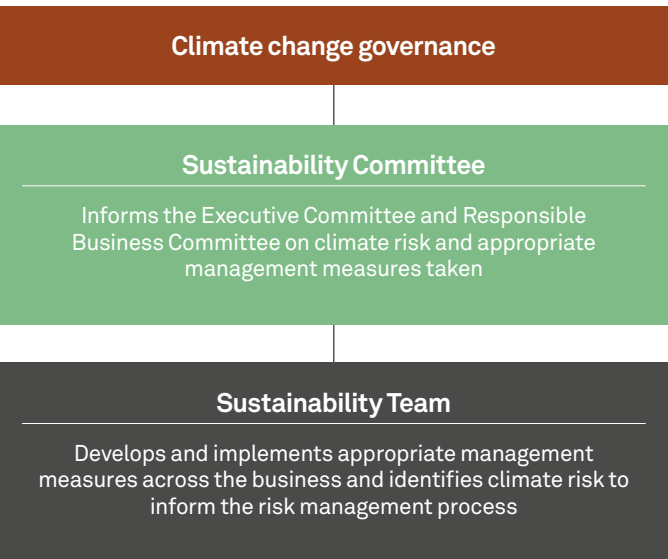 Climate change governance
Sustainability Committee
Informs the Executive Committee and Responsible
Business Committee on climate risk and appropriate
management measures taken
Sustainability Team
Develops and implements appropriate management
measures across the business and identifies climate risk to
inform the risk management process